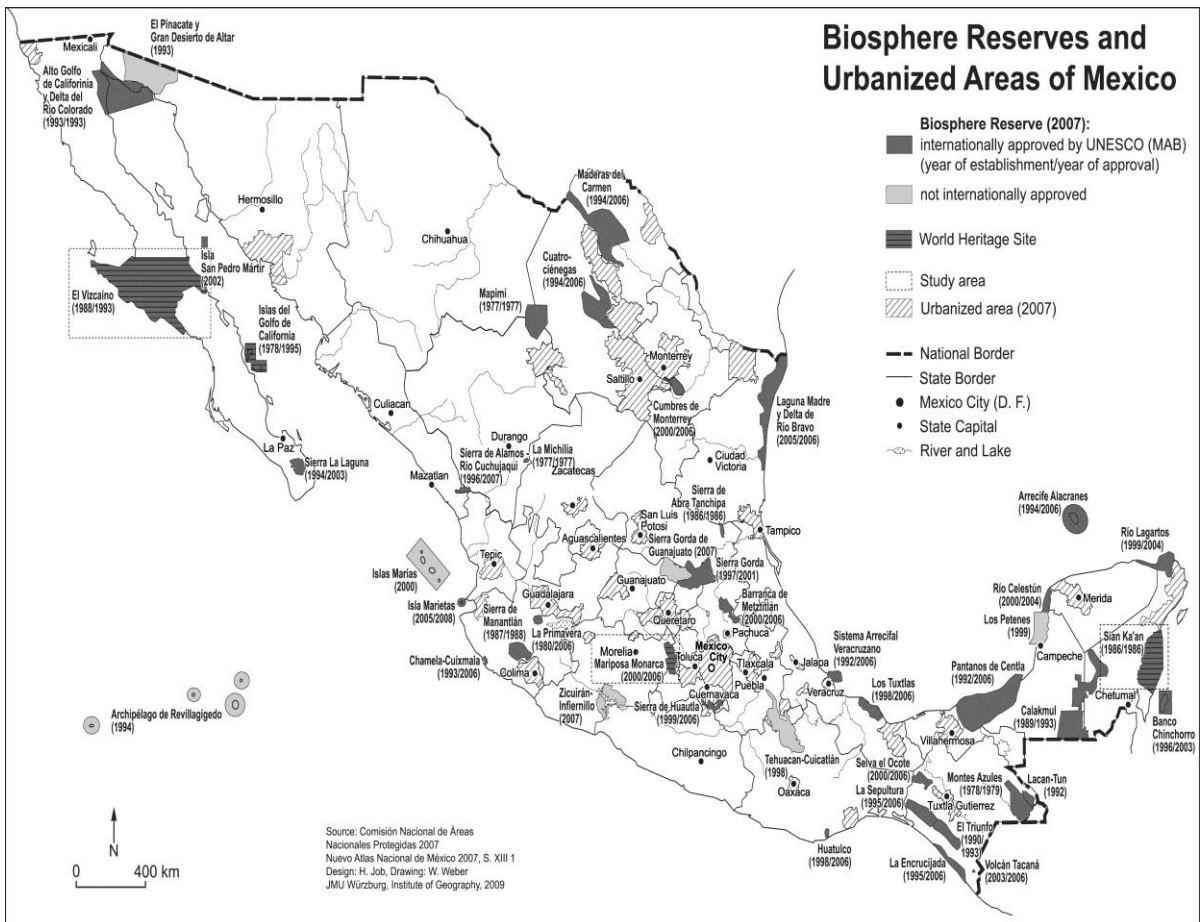 Biosphere Reserves and
Urbanized Areas of Mexico
Biosphere Reserve (2007):
internationally approved by UNESCO (MAB)
(year of establishment/year of approval)
not internationally approved
World Heritage Site
Study area
Urbanized area (2007)
National Border
State Border
Mexico City (D. F.)
State Capital
River and Lake
El Pinacate y
Gran Desierto de Altar
(1993)
Mexicali
Alto Golfo
de Califorinia
y Delta del
Río Colorado
(1993/1993)
Hermosillo
Chihuahua
Maderas del
Carmen
(1994/2006)
Isla
San Pedro Mártir
(2002)
El Vizcaino
(1988/1993)
Islas del
Golfo de
California
(1978/1995)
Cuatro-
ciénegas
(1994/2006)
Mapimí
(1977/1977)
Monterrey
Saltillo
Cumbres de
Monterrey
(2000/2006)
Laguna Madre
y Delta de
Río Bravo
(2005/2006)
Culiacan
La Paz
Sierra La Laguna
(1994/2003)
Durango
La Michilía
(1977/1977)
Sierra de Alamos -
Río Cuchujaqui
(1996/2007)
Zacatecas
Mazatlan
Ciudad
Victoria
Sierra de
Abra Tanchipa
(1986/1986)
San Luis
Potosi
Tampico
Aguascalientes
Sierra Gorda de
Guanajuato (2007)
Sierra Gorda
(1997/2001)
Arrecife Alacranes
(1994/2006)
Río Lagartos
(1999/2004)
Islas Marías
(2000)
Tepic
Guanajuato
Isla Marietas
(2005/2008)
Guadalajara
Sierra de
Manantlán
(1987/1988)
La Primavera
(1980/2006)
Querétaro
Barranca de
Metztitlán
(2000/2006)
Pachuca
Río Celestún
(2000/2004)
Merida
Los Petenes
(1999)
Campeche
Sian Ka'an
(1986/1986)
Chamela-Cuixmala
(1993/2006)
Colima
Morelia
Mariposa Monarca
(2000/2006)
Mexico
City
Toluca
Tlaxcala
Puebla
Cuernavaca
Jalapa
Sistema Arrecifal
Veracruzano
(1992/2006)
Veracruz
Los Tuxtlas
(1998/2006)
Pantanos de Centla
(1992/2006)
Calakmul
(1989/1993)
Chetumal
Banco
Chinchorro
(1996/2003)
Archipélago de Revillagigedo
(1994)
Zicuirán-
Infiernillo
(2007)
Sierra de Huautla
(1999/2006)
Chilpancingo
Tehuacan-Cuicatlán
(1998)
Oaxaca
Villahermosa
Selva el Ocote
(2000/2006)
La Sepultura
(1995/2006)
Montes Azules
(1978/1979)
Lacan-Tun
(1992)
Tuxtla Gutierrez
El Triunfo
(1990/
1993)
Huatulco
(1998/2006)
La Encrucijada
(1995/2006)
Volcán Tacaná
(2003/2006)
N
0 400 km
Source: Comisión Nacional de Áreas
Nacionales Protegidas 2007
Nuevo Atlas Nacional de México 2007, S. XIII 1
Design: H. Job, Drawing: W. Weber
JMU Würzburg, Institute of Geography, 2009